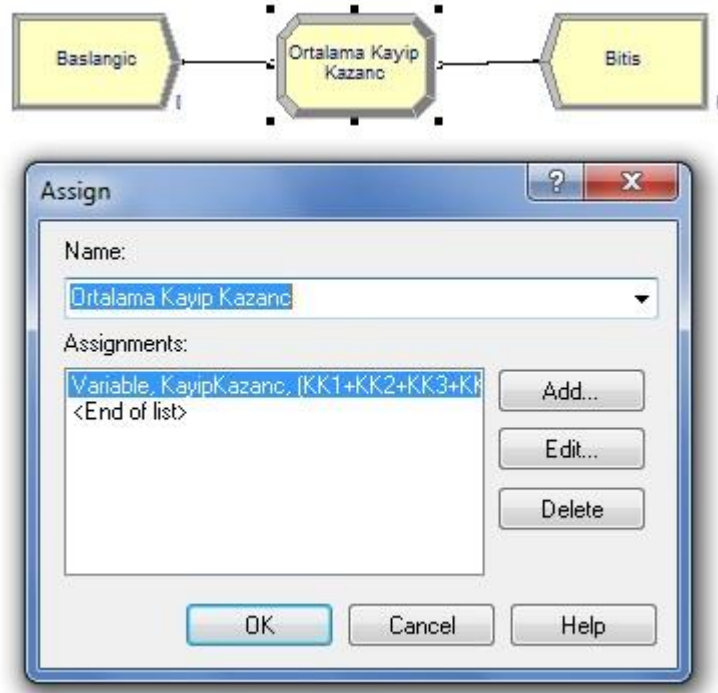 Baslangic
Ortalama Kayip
Kazanc
Bitis
Assign
?
X
Name:
Ortalama Kayip Kazanc
Assignments:
Variable, KayipKazanc, (KK1+KK2+KK3+KK
<End of list>
Add...
Edit...
Delete
OK
Cancel
Help